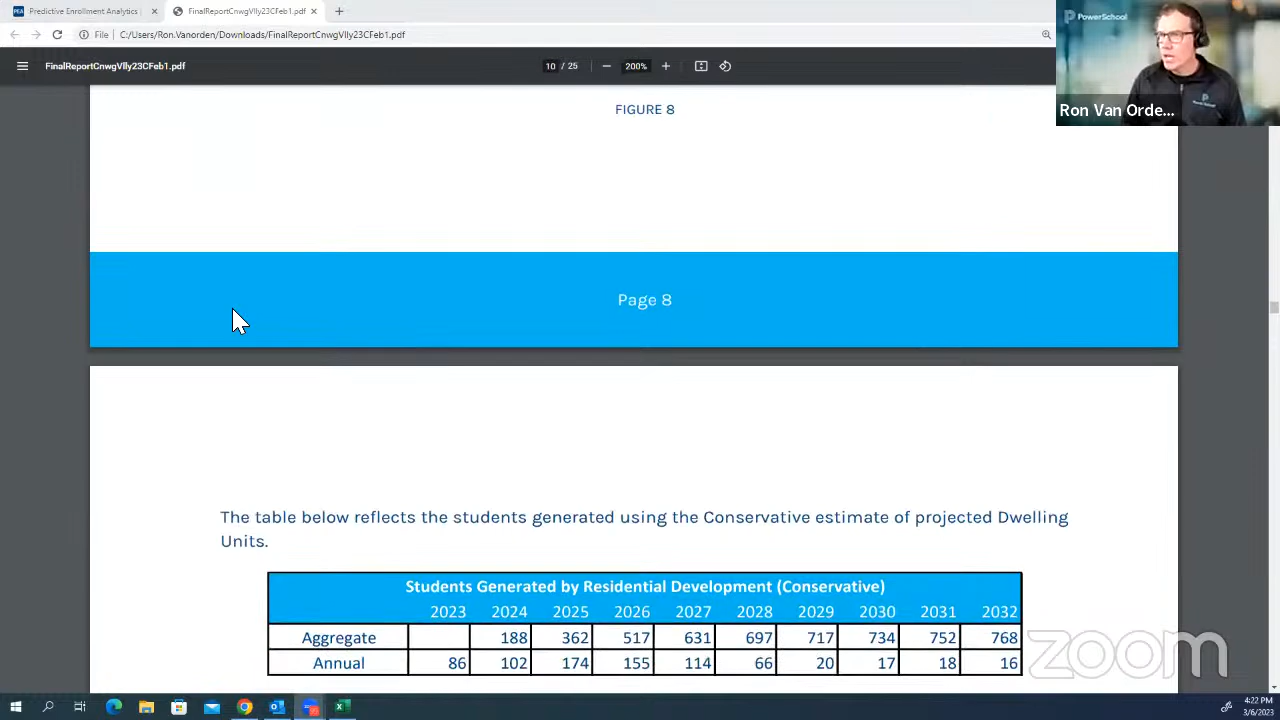 Predictive Enrollment Analytics
FinalReportCnwgVlly23CFeb1.pdf
File
C:/Users/Ron.Vanorden/Downloads/FinalReportCnwgVlly23CFeb1.pdf
PowerSchool
FinalReportCnwgVlly23CFeb1.pdf
10 / 25
200%
Ron Van Orde...
FIGURE 8
Page 8
The table below reflects the students generated using the Conservative estimate of projected Dwelling
Units.
Students Generated by Residential Development (Conservative)
2023 2024 2025 2026 2027 2028 2029 2030 2031 2032
Aggregate 188 362 517 631 697 717 734 752 768
Annual 86 102 174 155 114 66 20 17 18 16
zoom
4:22 PM
3/6/2023